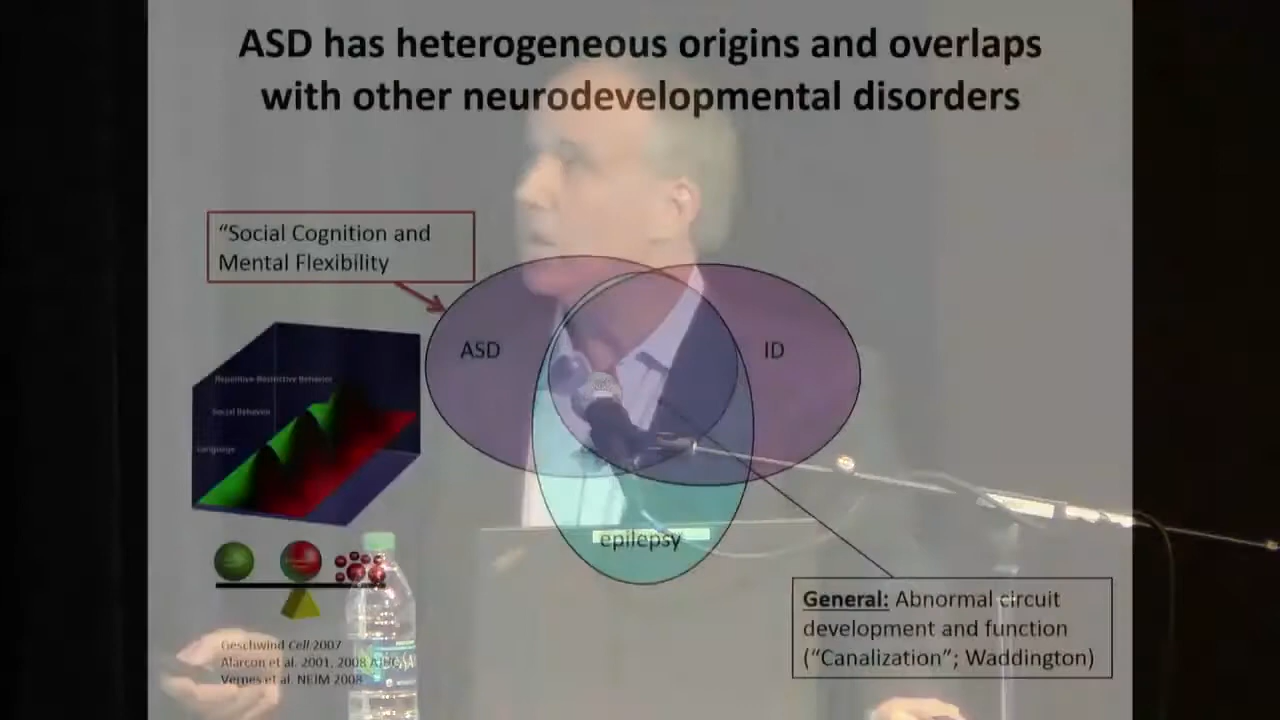 ASD has heterogeneous origins and overlaps
with other neurodevelopmental disorders
“Social Cognition and
Mental Flexibility
ASD
ID
Repetitive-Restrictive Behavior
Social Behavior
Language
epilepsy
General: Abnormal circuit
development and function
(“Canalization”; Waddington)
Geschwind Cell 2007
Alarcon et al. 2001, 2008 AJHG
Vernes et al. NEJM 2008